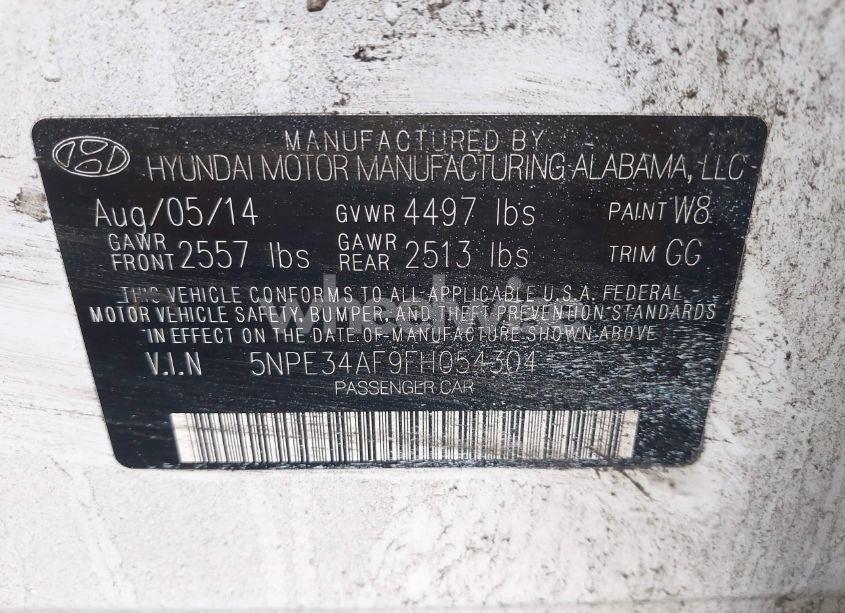 MANUFACTURED BY
HYUNDAI MOTOR MANUFACTURING ALABAMA, LLC
Aug/05/14 GVWR 4497 lbs PAINT W8
GAWR FRONT 2557 lbs GAWR REAR 2513 lbs TRIM GG
THIS VEHICLE CONFORMS TO ALL APPLICABLE U.S.A. FEDERAL
MOTOR VEHICLE SAFETY, BUMPER, AND THEFT PREVENTION STANDARDS
IN EFFECT ON THE DATE OF MANUFACTURE SHOWN ABOVE
V.I.N 5NPE34AF9FH054304
PASSENGER CAR